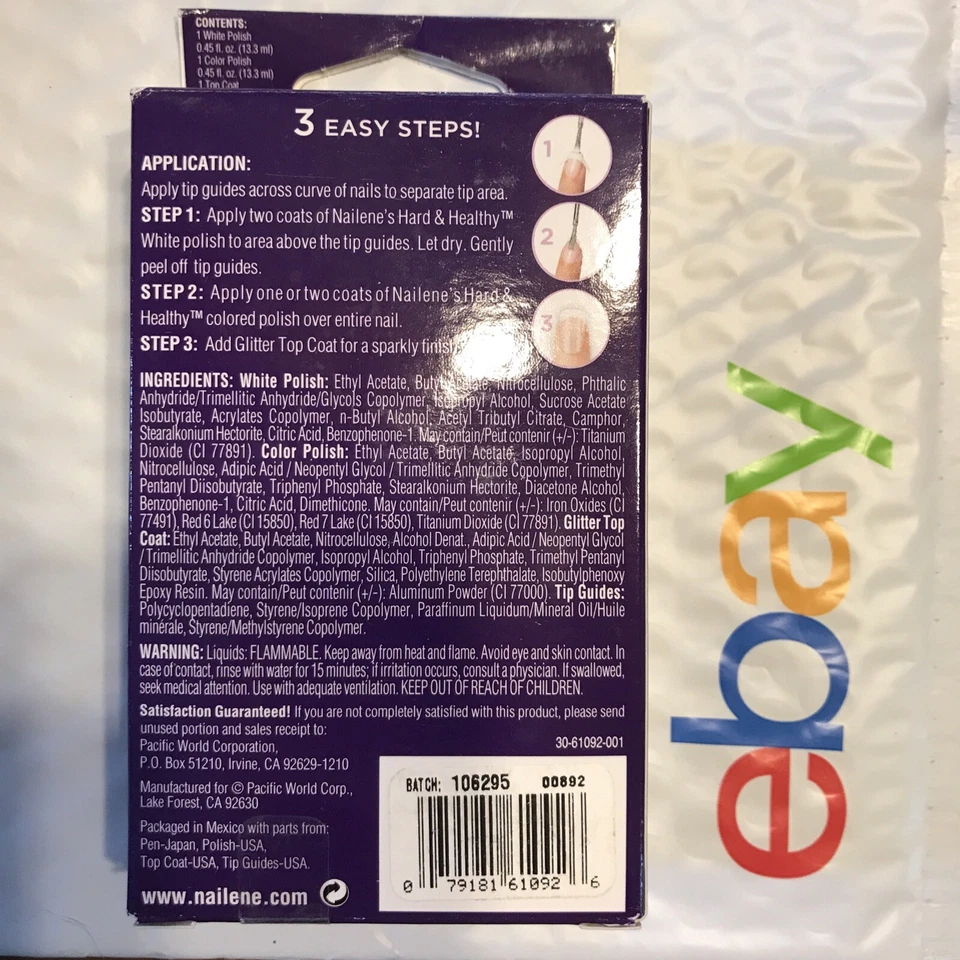 CONTENTS:
1 White Polish
0.45 fl. oz. (13.3 ml)
1 Color Polish
0.45 fl. oz. (13.3 ml)
1 Top Coat
3 EASY STEPS!
APPLICATION:
Apply tip guides across curve of nails to separate tip area.
STEP 1: Apply two coats of Nailene's Hard & Healthy™
White polish to area above the tip guides. Let dry. Gently
peel off tip guides.
STEP 2: Apply one or two coats of Nailene's Hard &
Healthy™ colored polish over entire nail.
STEP 3: Add Glitter Top Coat for a sparkly finish
1
2
3
INGREDIENTS: White Polish: Ethyl Acetate, Butyl Acetate, Nitrocellulose, Phthalic
Anhydride/Trimellitic Anhydride/Glycols Copolymer, Isopropyl Alcohol, Sucrose Acetate
Isobutyrate, Acrylates Copolymer, n-Butyl Alcohol, Acetyl Tributyl Citrate, Camphor,
Stearalkonium Hectorite, Citric Acid, Benzophenone-1. May contain/Peut contenir (+/-): Titanium
Dioxide (CI 77891). Color Polish: Ethyl Acetate, Butyl Acetate, Isopropyl Alcohol,
Nitrocellulose, Adipic Acid / Neopentyl Glycol / Trimellitic Anhydride Copolymer, Trimethyl
Pentanyl Diisobutyrate, Triphenyl Phosphate, Stearalkonium Hectorite, Diacetone Alcohol,
Benzophenone-1, Citric Acid, Dimethicone. May contain/Peut contenir (+/-): Iron Oxides (CI
77491), Red 6 Lake (CI 15850), Red 7 Lake (CI 15850), Titanium Dioxide (CI 77891). Glitter Top
Coat: Ethyl Acetate, Butyl Acetate, Nitrocellulose, Alcohol Denat., Adipic Acid / Neopentyl Glycol
/ Trimellitic Anhydride Copolymer, Isopropyl Alcohol, Triphenyl Phosphate, Trimethyl Pentanyl
Diisobutyrate, Styrene Acrylates Copolymer, Silica, Polyethylene Terephthalate, Isobutylphenoxy
Epoxy Resin. May contain/Peut contenir (+/-): Aluminum Powder (CI 77000). Tip Guides:
Polycyclopentadiene, Styrene/Isoprene Copolymer, Paraffinum Liquidum/Mineral Oil/Huile
minérale, Styrene/Methylstyrene Copolymer.
WARNING: Liquids: FLAMMABLE. Keep away from heat and flame. Avoid eye and skin contact. In
case of contact, rinse with water for 15 minutes; if irritation occurs, consult a physician. If swallowed,
seek medical attention. Use with adequate ventilation. KEEP OUT OF REACH OF CHILDREN.
Satisfaction Guaranteed! If you are not completely satisfied with this product, please send
unused portion and sales receipt to:
Pacific World Corporation,
P.O. Box 51210, Irvine, CA 92629-1210
30-61092-001
Manufactured for © Pacific World Corp.,
Lake Forest, CA 92630
Packaged in Mexico with parts from:
Pen-Japan, Polish-USA,
Top Coat-USA, Tip Guides-USA.
www.nailene.com
BATCH: 106295 00892
0 79181 61092 6
ebay